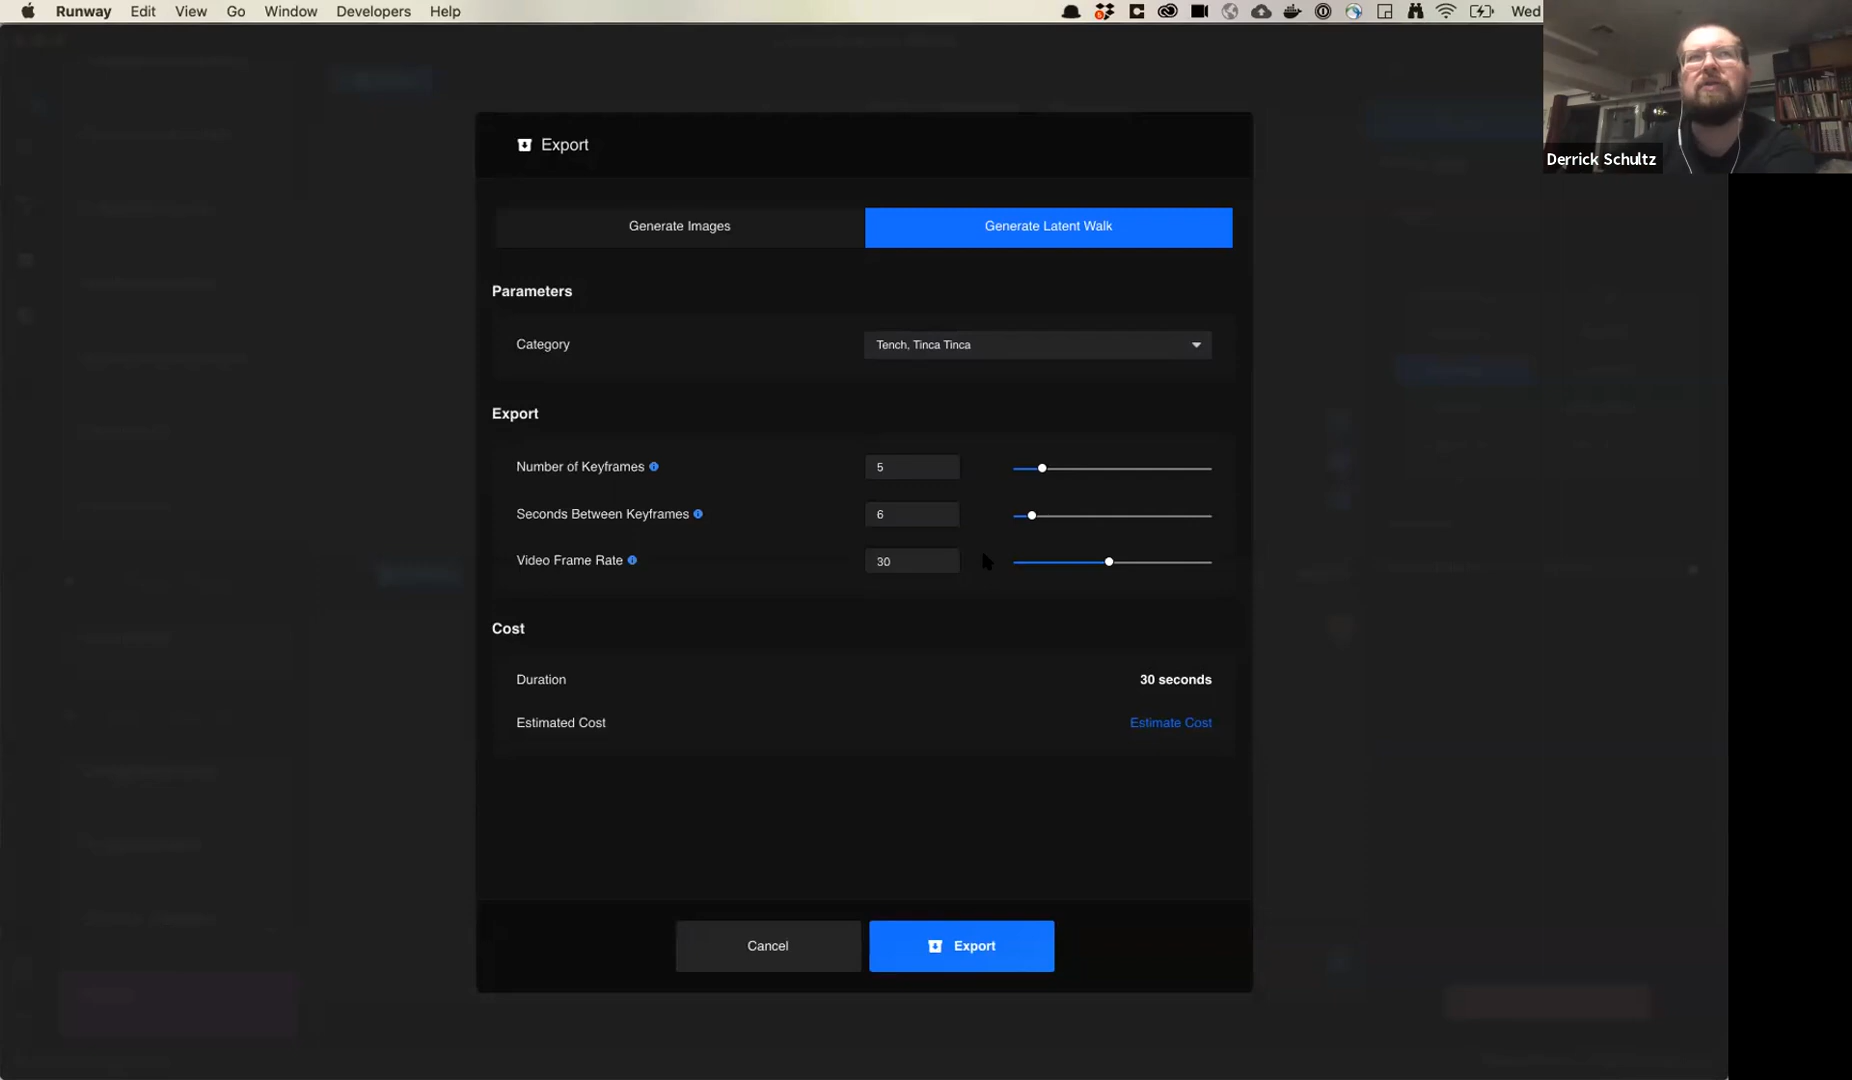 Runway Edit View Go Window Developers Help Wed
Derrick Schultz
Export
Generate Images Generate Latent Walk
Parameters
Category Tench, Tinca Tinca
Export
Number of Keyframes 5
Seconds Between Keyframes 6
Video Frame Rate 30
Cost
Duration 30 seconds
Estimated Cost Estimate Cost
Cancel Export